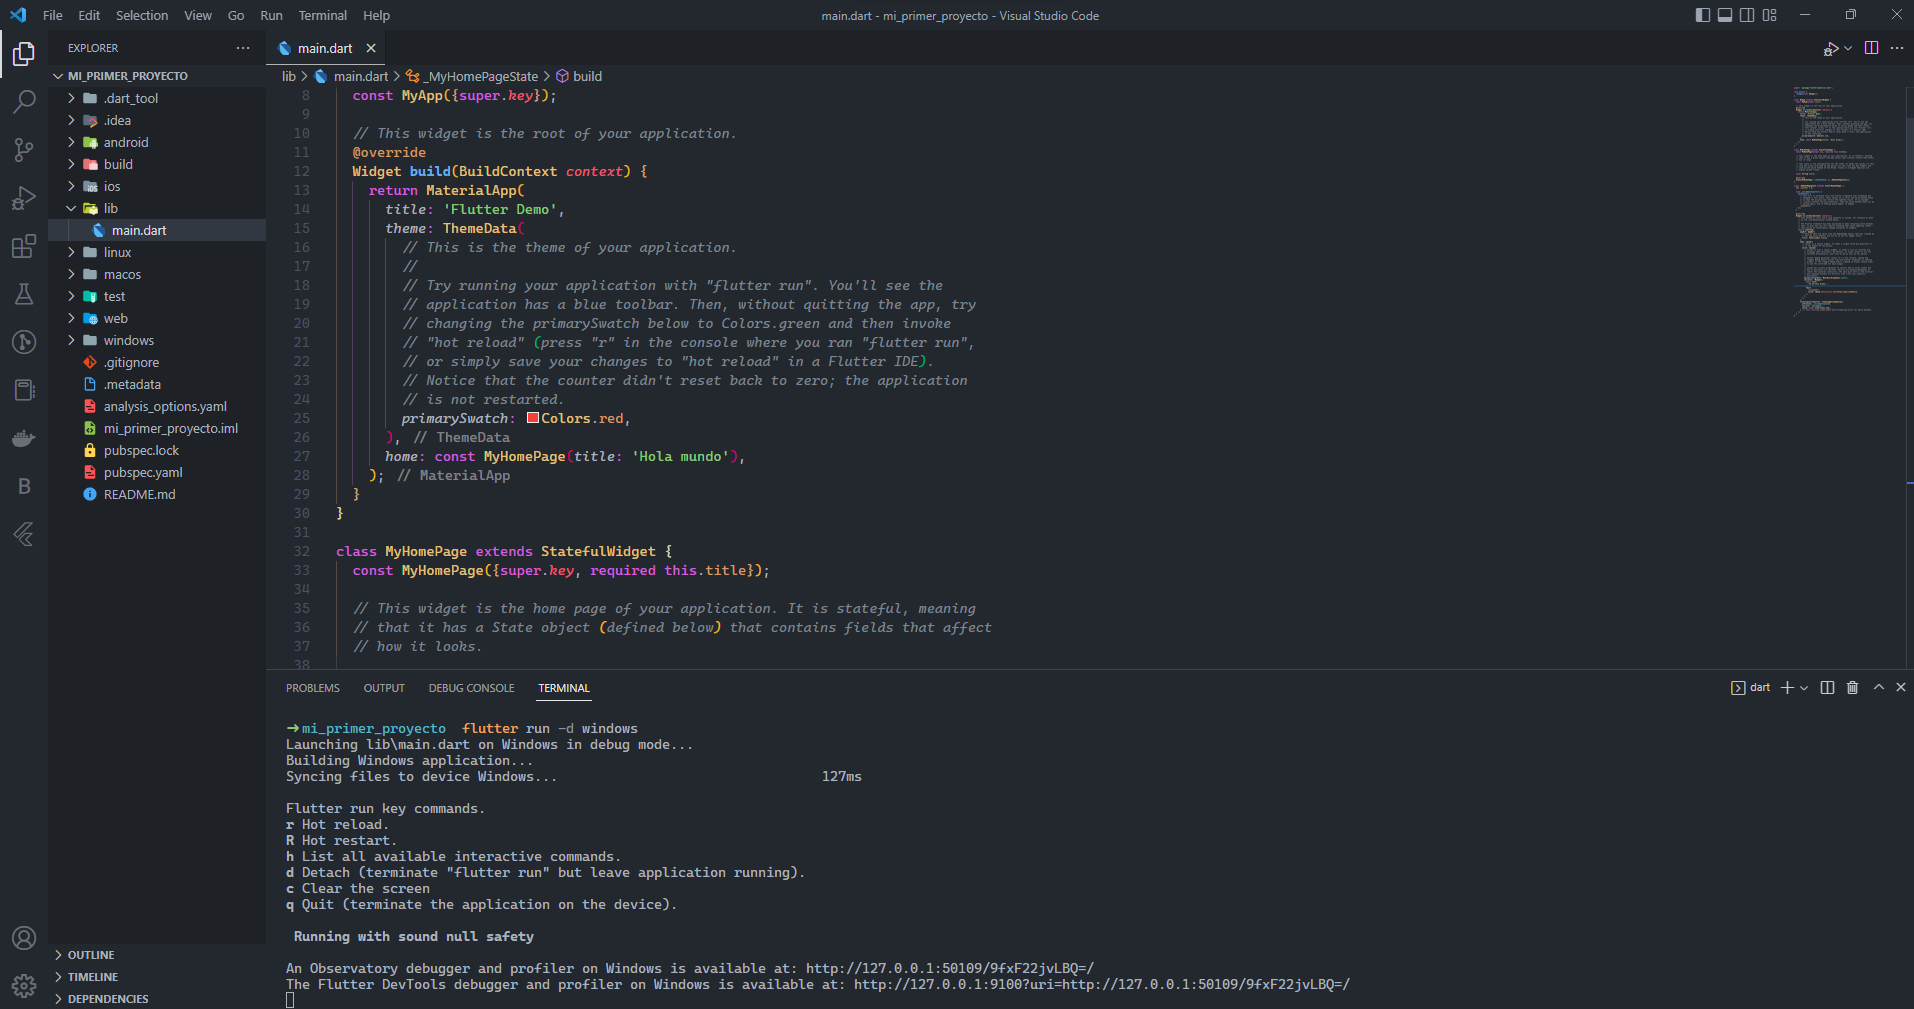 File Edit Selection View Go Run Terminal Help
main.dart - mi_primer_proyecto - Visual Studio Code
EXPLORER
MI_PRIMER_PROYECTO
.dart_tool
.idea
android
build
ios
lib
main.dart
linux
macos
test
web
windows
.gitignore
.metadata
analysis_options.yaml
mi_primer_proyecto.iml
pubspec.lock
pubspec.yaml
README.md
OUTLINE
TIMELINE
DEPENDENCIES
main.dart
lib > main.dart > _MyHomePageState > build
8 const MyApp({super.key});
9
10 // This widget is the root of your application.
11 @override
12 Widget build(BuildContext context) {
13 return MaterialApp(
14 title: 'Flutter Demo',
15 theme: ThemeData(
16 // This is the theme of your application.
17 //
18 // Try running your application with "flutter run". You'll see the
19 // application has a blue toolbar. Then, without quitting the app, try
20 // changing the primarySwatch below to Colors.green and then invoke
21 // "hot reload" (press "r" in the console where you ran "flutter run",
22 // or simply save your changes to "hot reload" in a Flutter IDE).
23 // Notice that the counter didn't reset back to zero; the application
24 // is not restarted.
25 primarySwatch: Colors.red,
26 ), // ThemeData
27 home: const MyHomePage(title: 'Hola mundo'),
28 ); // MaterialApp
29 }
30 }
31
32 class MyHomePage extends StatefulWidget {
33 const MyHomePage({super.key, required this.title});
34
35 // This widget is the home page of your application. It is stateful, meaning
36 // that it has a State object (defined below) that contains fields that affect
37 // how it looks.
38
PROBLEMS OUTPUT DEBUG CONSOLE TERMINAL
dart
→ mi_primer_proyecto flutter run -d windows
Launching lib\main.dart on Windows in debug mode...
Building Windows application...
Syncing files to device Windows... 127ms
Flutter run key commands.
r Hot reload.
R Hot restart.
h List all available interactive commands.
d Detach (terminate "flutter run" but leave application running).
c Clear the screen
q Quit (terminate the application on the device).
Running with sound null safety
An Observatory debugger and profiler on Windows is available at: http://127.0.0.1:50109/9fxF22jvLBQ=/
The Flutter DevTools debugger and profiler on Windows is available at: http://127.0.0.1:9100?uri=http://127.0.0.1:50109/9fxF22jvLBQ=/